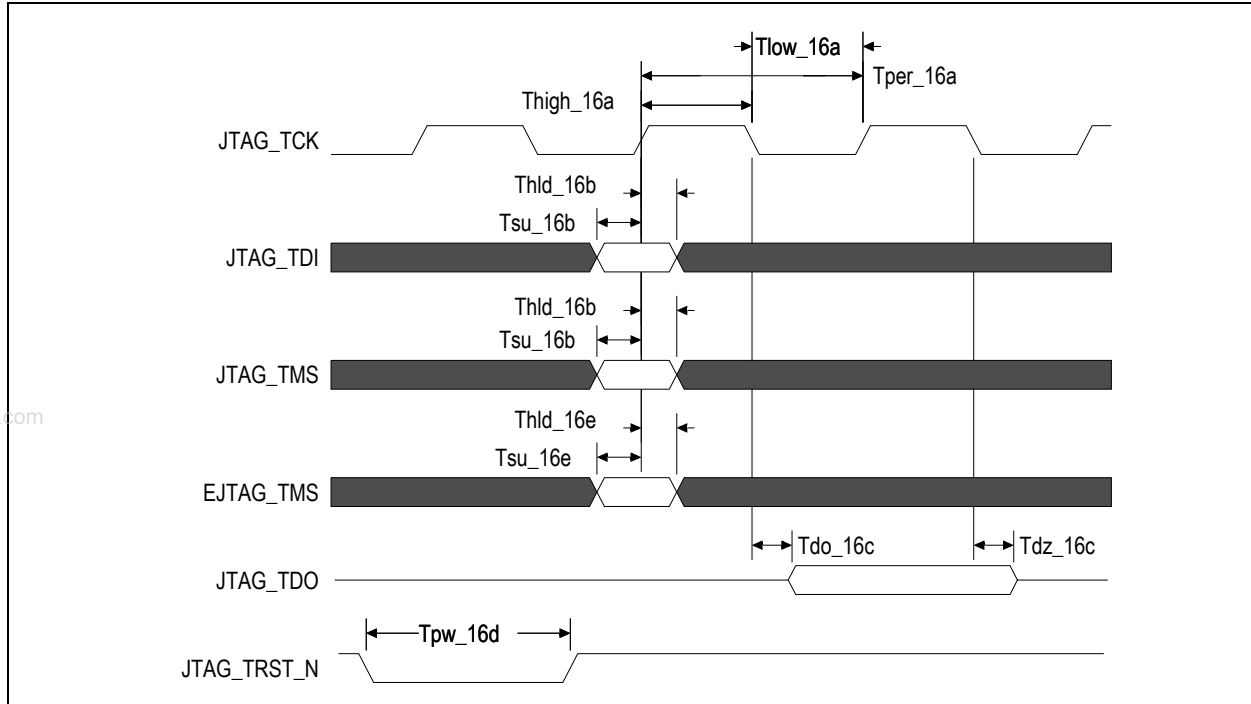 Tlow_16a
Tper_16a
Thigh_16a
JTAG_TCK
Thld_16b
Tsu_16b
JTAG_TDI
Thld_16b
Tsu_16b
JTAG_TMS
.com
Thld_16e
Tsu_16e
EJTAG_TMS
Tdo_16c
Tdz_16c
JTAG_TDO
Tpw_16d
JTAG_TRST_N